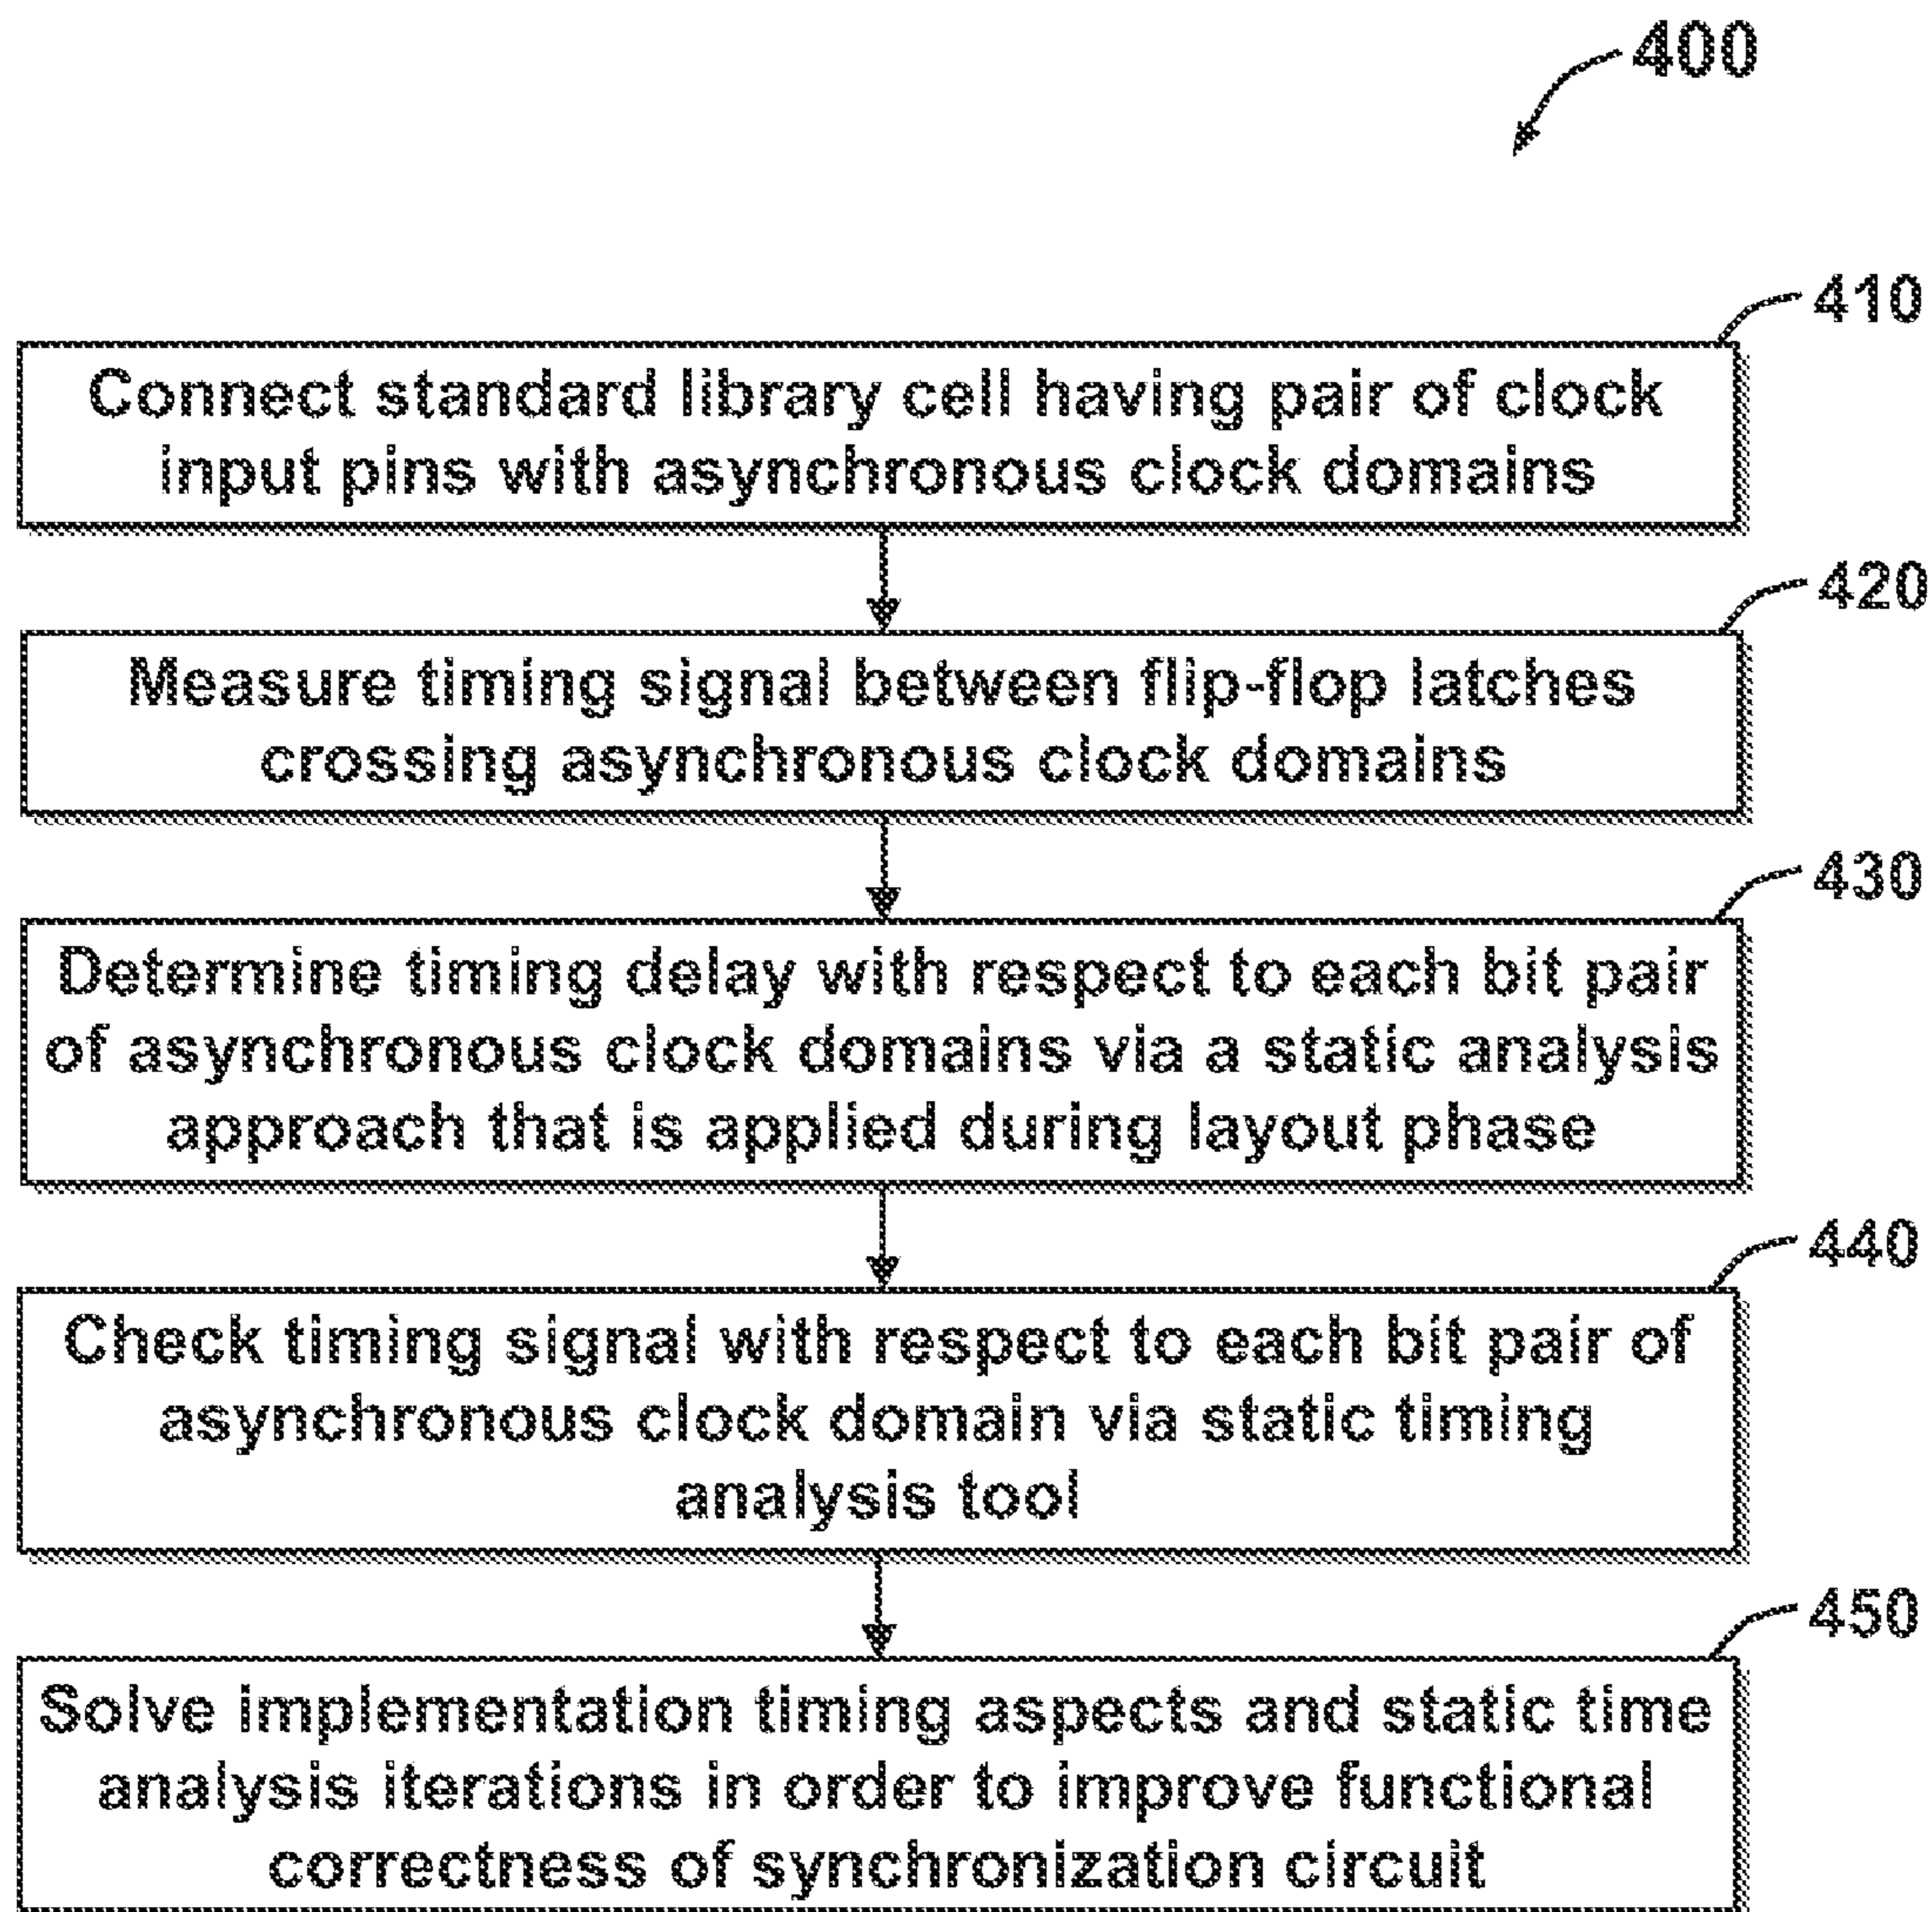 400
410
Connect standard library cell having pair of clock
input pins with asynchronous clock domains
420
Measure timing signal between flip-flop latches
crossing asynchronous clock domains
430
Determine timing delay with respect to each bit pair
of asynchronous clock domains via a static analysis
approach that is applied during layout phase
440
Check timing signal with respect to each bit pair of
asynchronous clock domain via static timing
analysis tool
450
Solve implementation timing aspects and static time
analysis iterations in order to improve functional
correctness of synchronization circuit